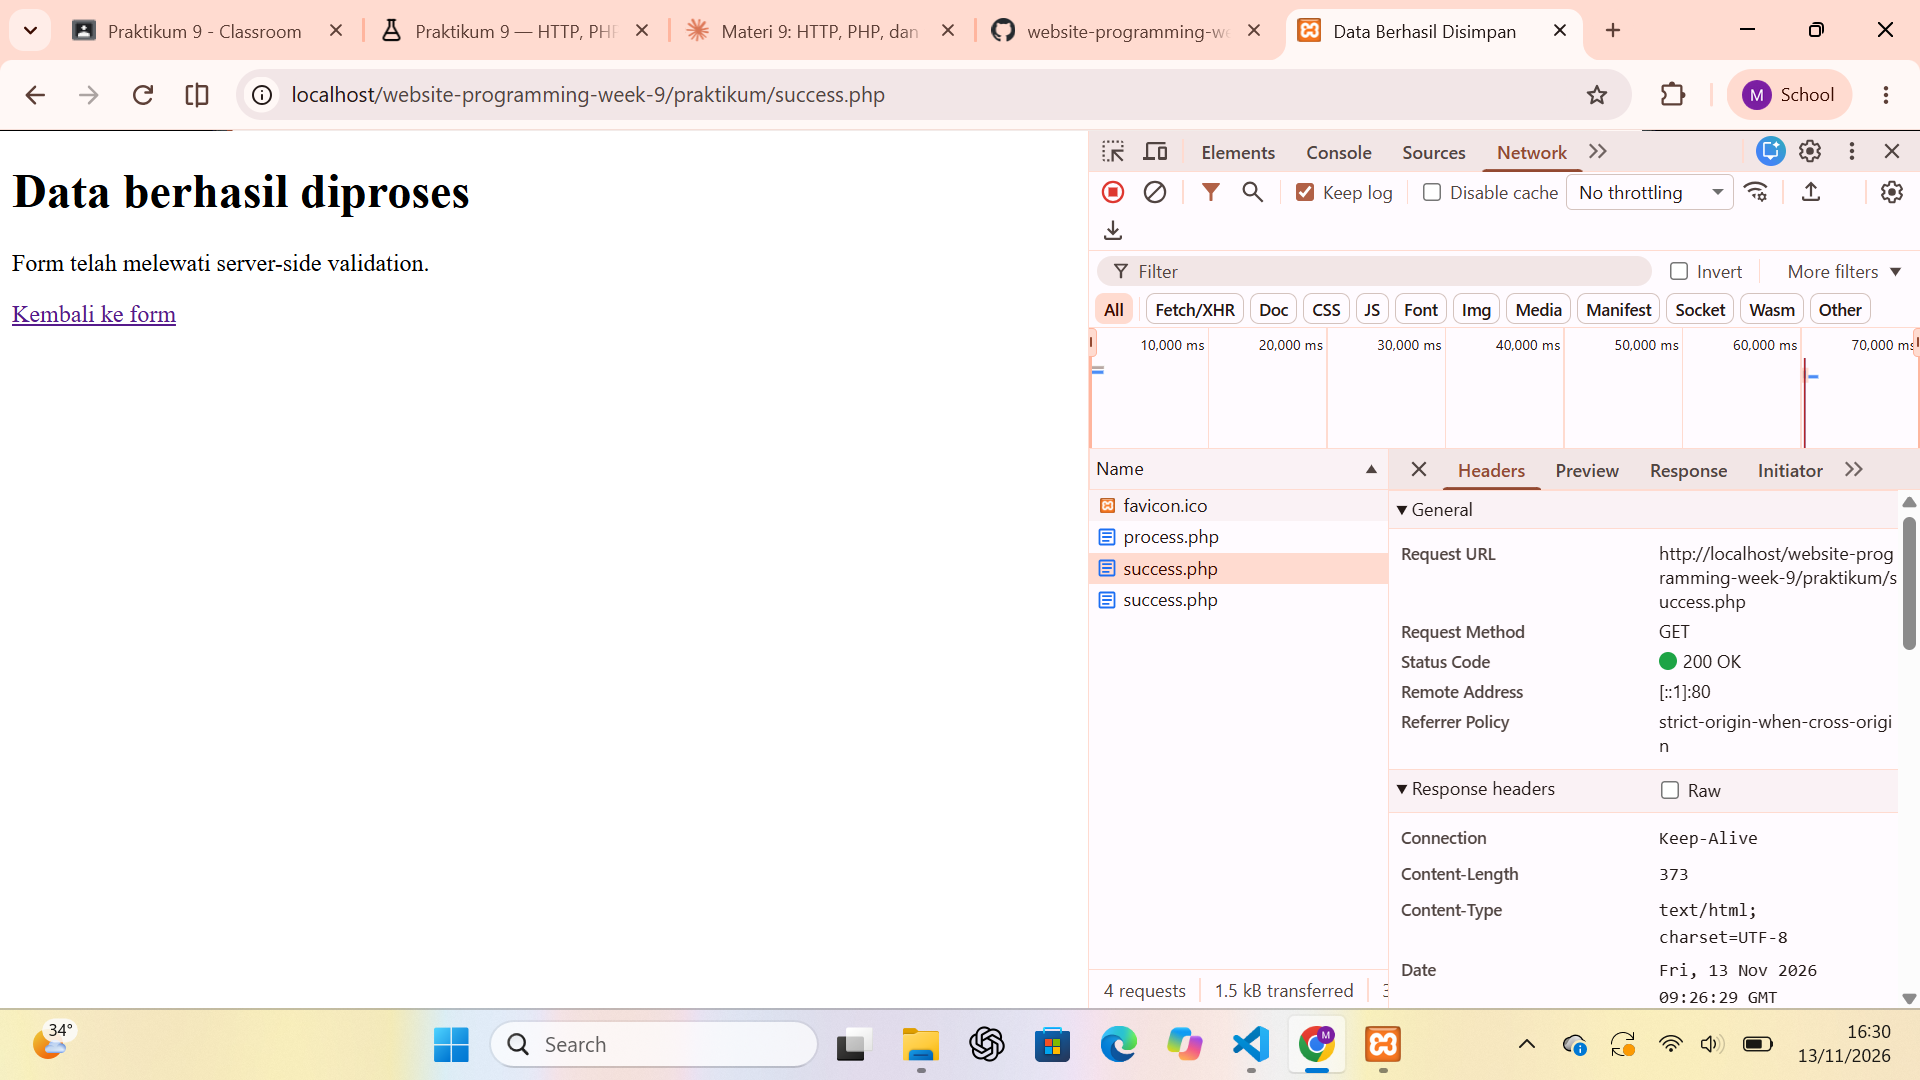 Praktikum 9 - Classroom
Praktikum 9 — HTTP, PHP
Materi 9: HTTP, PHP, dan
website-programming-we
Data Berhasil Disimpan
localhost/website-programming-week-9/praktikum/success.php
M School
Data berhasil diproses
Form telah melewati server-side validation.
Kembali ke form
Elements Console Sources Network
Keep log Disable cache No throttling
Filter Invert More filters
All Fetch/XHR Doc CSS JS Font Img Media Manifest Socket Wasm Other
10,000 ms 20,000 ms 30,000 ms 40,000 ms 50,000 ms 60,000 ms 70,000 ms
Name
favicon.ico
process.php
success.php
success.php
4 requests 1.5 kB transferred
Headers Preview Response Initiator
General
Request URL
http://localhost/website-prog
ramming-week-9/praktikum/s
uccess.php
Request Method GET
Status Code 200 OK
Remote Address [::1]:80
Referrer Policy strict-origin-when-cross-origi
n
Response headers Raw
Connection Keep-Alive
Content-Length 373
Content-Type text/html;
charset=UTF-8
Date Fri, 13 Nov 2026
09:26:29 GMT
34°
Search
M
16:30
13/11/2026